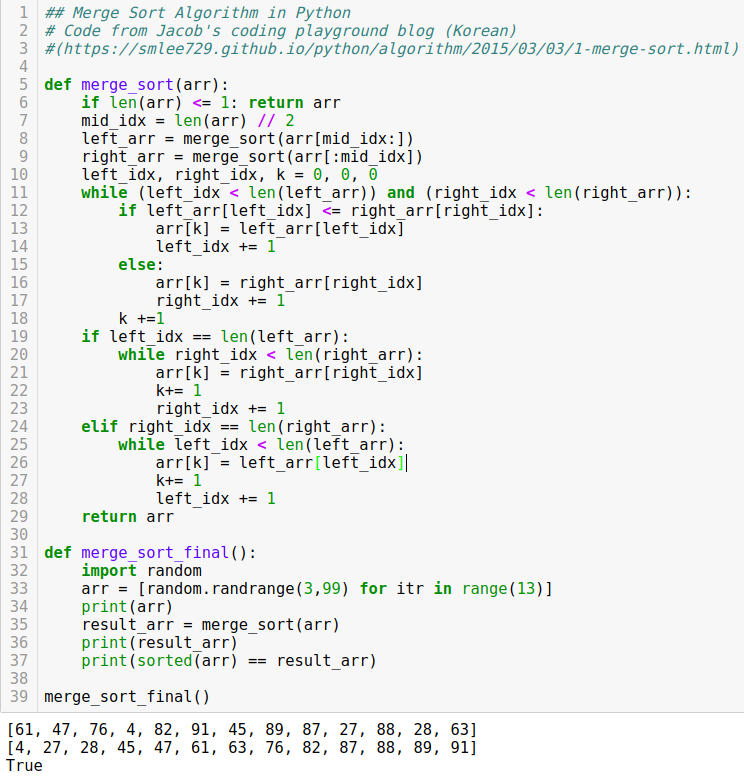 1 ## Merge Sort Algorithm in Python
2 # Code from Jacob's coding playground blog (Korean)
3 #(https://smlee729.github.io/python/algorithm/2015/03/03/1-merge-sort.html)
4
5 def merge_sort(arr):
6     if len(arr) <= 1: return arr
7     mid_idx = len(arr) // 2
8     left_arr = merge_sort(arr[mid_idx:])
9     right_arr = merge_sort(arr[:mid_idx])
10     left_idx, right_idx, k = 0, 0, 0
11     while (left_idx < len(left_arr)) and (right_idx < len(right_arr)):
12         if left_arr[left_idx] <= right_arr[right_idx]:
13             arr[k] = left_arr[left_idx]
14             left_idx += 1
15         else:
16             arr[k] = right_arr[right_idx]
17             right_idx += 1
18         k +=1
19     if left_idx == len(left_arr):
20         while right_idx < len(right_arr):
21             arr[k] = right_arr[right_idx]
22             k+= 1
23             right_idx += 1
24     elif right_idx == len(right_arr):
25         while left_idx < len(left_arr):
26             arr[k] = left_arr[left_idx]
27             k+= 1
28             left_idx += 1
29     return arr
30
31 def merge_sort_final():
32     import random
33     arr = [random.randrange(3,99) for itr in range(13)]
34     print(arr)
35     result_arr = merge_sort(arr)
36     print(result_arr)
37     print(sorted(arr) == result_arr)
38
39 merge_sort_final()
[61, 47, 76, 4, 82, 91, 45, 89, 87, 27, 88, 28, 63]
[4, 27, 28, 45, 47, 61, 63, 76, 82, 87, 88, 89, 91]
True